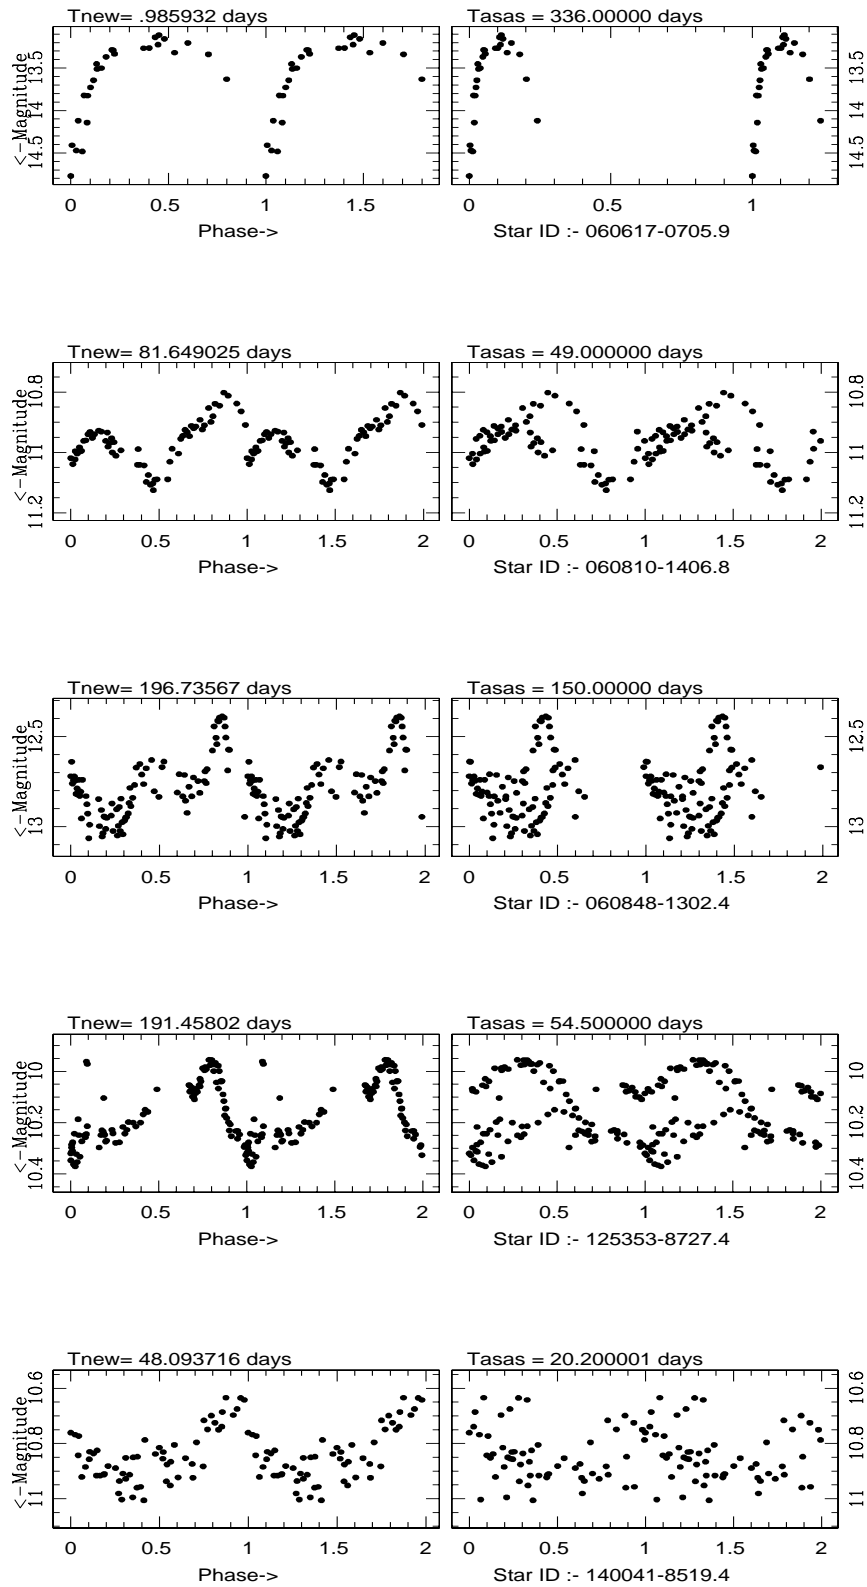 Tnew= .985932 days Tasas = 336.00000 days
<-Magnitude
13.5 14 14.5
13.5 14 14.5
0 0.5 1 1.5 0 0.5 1
Phase-> Star ID :- 060617-0705.9
Tnew= 81.649025 days Tasas = 49.000000 days
<-Magnitude
10.8 11 11.2
10.8 11 11.2
0 0.5 1 1.5 2 0 0.5 1 1.5 2
Phase-> Star ID :- 060810-1406.8
Tnew= 196.73567 days Tasas = 150.00000 days
<-Magnitude
12.5 13
12.5 13
0 0.5 1 1.5 2 0 0.5 1 1.5 2
Phase-> Star ID :- 060848-1302.4
Tnew= 191.45802 days Tasas = 54.500000 days
<-Magnitude
10 10.2 10.4
10 10.2 10.4
0 0.5 1 1.5 2 0 0.5 1 1.5 2
Phase-> Star ID :- 125353-8727.4
Tnew= 48.093716 days Tasas = 20.200001 days
<-Magnitude
10.6 10.8 11
10.6 10.8 11
0 0.5 1 1.5 2 0 0.5 1 1.5 2
Phase-> Star ID :- 140041-8519.4